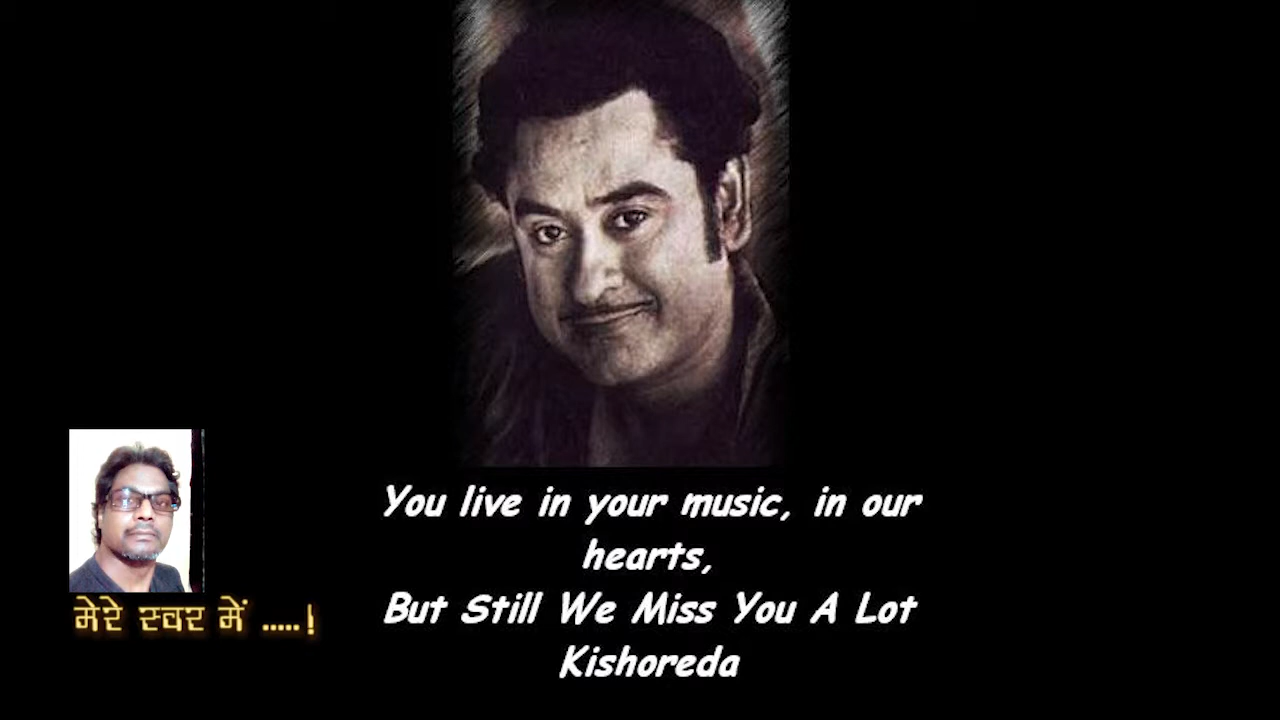 You live in your music, in our
hearts,
But Still We Miss You A Lot
Kishoreda
मेरे स्वर में .....!